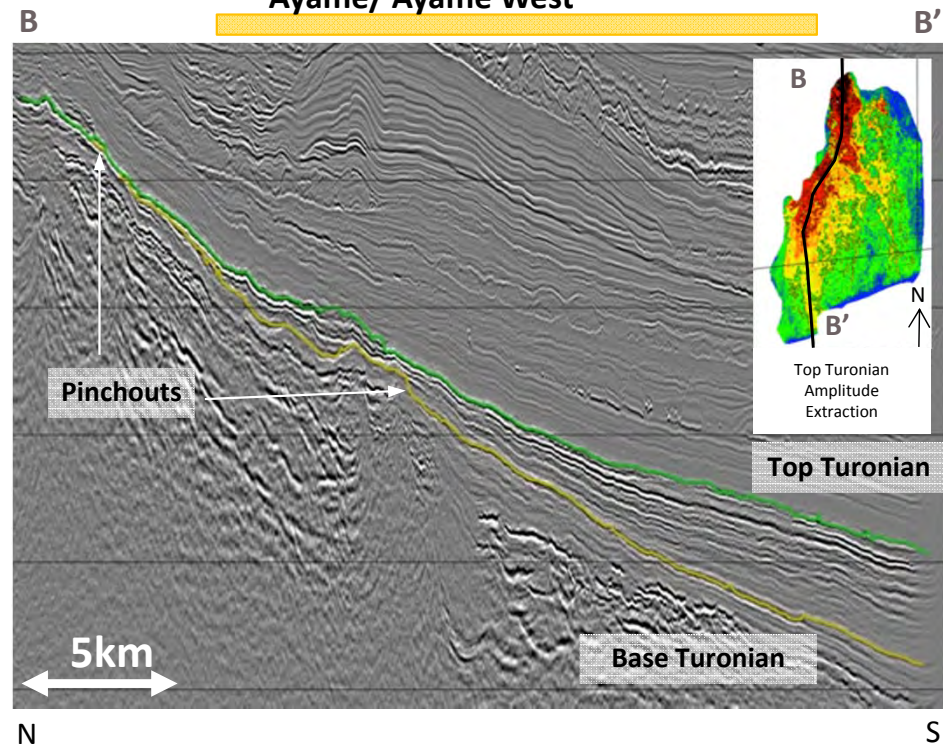 Ayame/ Ayame West
B
B'
B
N
B'
Top Turonian
Amplitude
Extraction
Pinchouts
Top Turonian
Base Turonian
5km
N
S